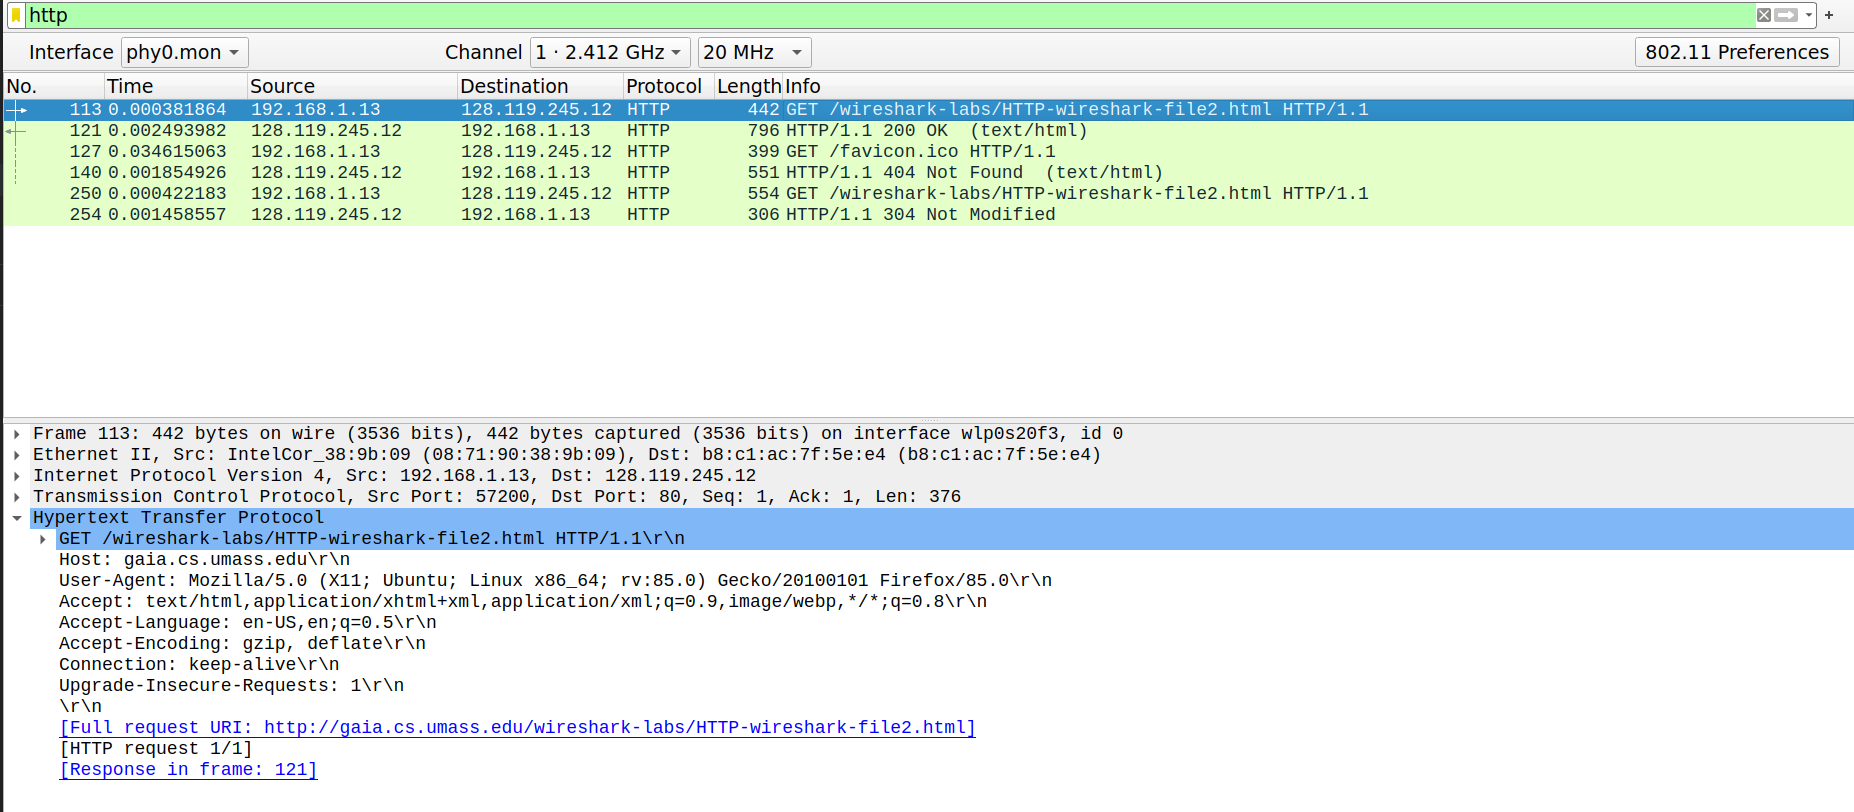 http
Interface phy0.mon Channel 1 · 2.412 GHz 20 MHz 802.11 Preferences
No. Time Source Destination Protocol Length Info
113 0.000381864 192.168.1.13 128.119.245.12 HTTP 442 GET /wireshark-labs/HTTP-wireshark-file2.html HTTP/1.1
121 0.002493982 128.119.245.12 192.168.1.13 HTTP 796 HTTP/1.1 200 OK  (text/html)
127 0.034615063 192.168.1.13 128.119.245.12 HTTP 399 GET /favicon.ico HTTP/1.1
140 0.001854926 128.119.245.12 192.168.1.13 HTTP 551 HTTP/1.1 404 Not Found  (text/html)
250 0.000422183 192.168.1.13 128.119.245.12 HTTP 554 GET /wireshark-labs/HTTP-wireshark-file2.html HTTP/1.1
254 0.001458557 128.119.245.12 192.168.1.13 HTTP 306 HTTP/1.1 304 Not Modified
Frame 113: 442 bytes on wire (3536 bits), 442 bytes captured (3536 bits) on interface wlp0s20f3, id 0
Ethernet II, Src: IntelCor_38:9b:09 (08:71:90:38:9b:09), Dst: b8:c1:ac:7f:5e:e4 (b8:c1:ac:7f:5e:e4)
Internet Protocol Version 4, Src: 192.168.1.13, Dst: 128.119.245.12
Transmission Control Protocol, Src Port: 57200, Dst Port: 80, Seq: 1, Ack: 1, Len: 376
Hypertext Transfer Protocol
GET /wireshark-labs/HTTP-wireshark-file2.html HTTP/1.1\r\n
Host: gaia.cs.umass.edu\r\n
User-Agent: Mozilla/5.0 (X11; Ubuntu; Linux x86_64; rv:85.0) Gecko/20100101 Firefox/85.0\r\n
Accept: text/html,application/xhtml+xml,application/xml;q=0.9,image/webp,*/*;q=0.8\r\n
Accept-Language: en-US,en;q=0.5\r\n
Accept-Encoding: gzip, deflate\r\n
Connection: keep-alive\r\n
Upgrade-Insecure-Requests: 1\r\n
\r\n
[Full request URI: http://gaia.cs.umass.edu/wireshark-labs/HTTP-wireshark-file2.html]
[HTTP request 1/1]
[Response in frame: 121]